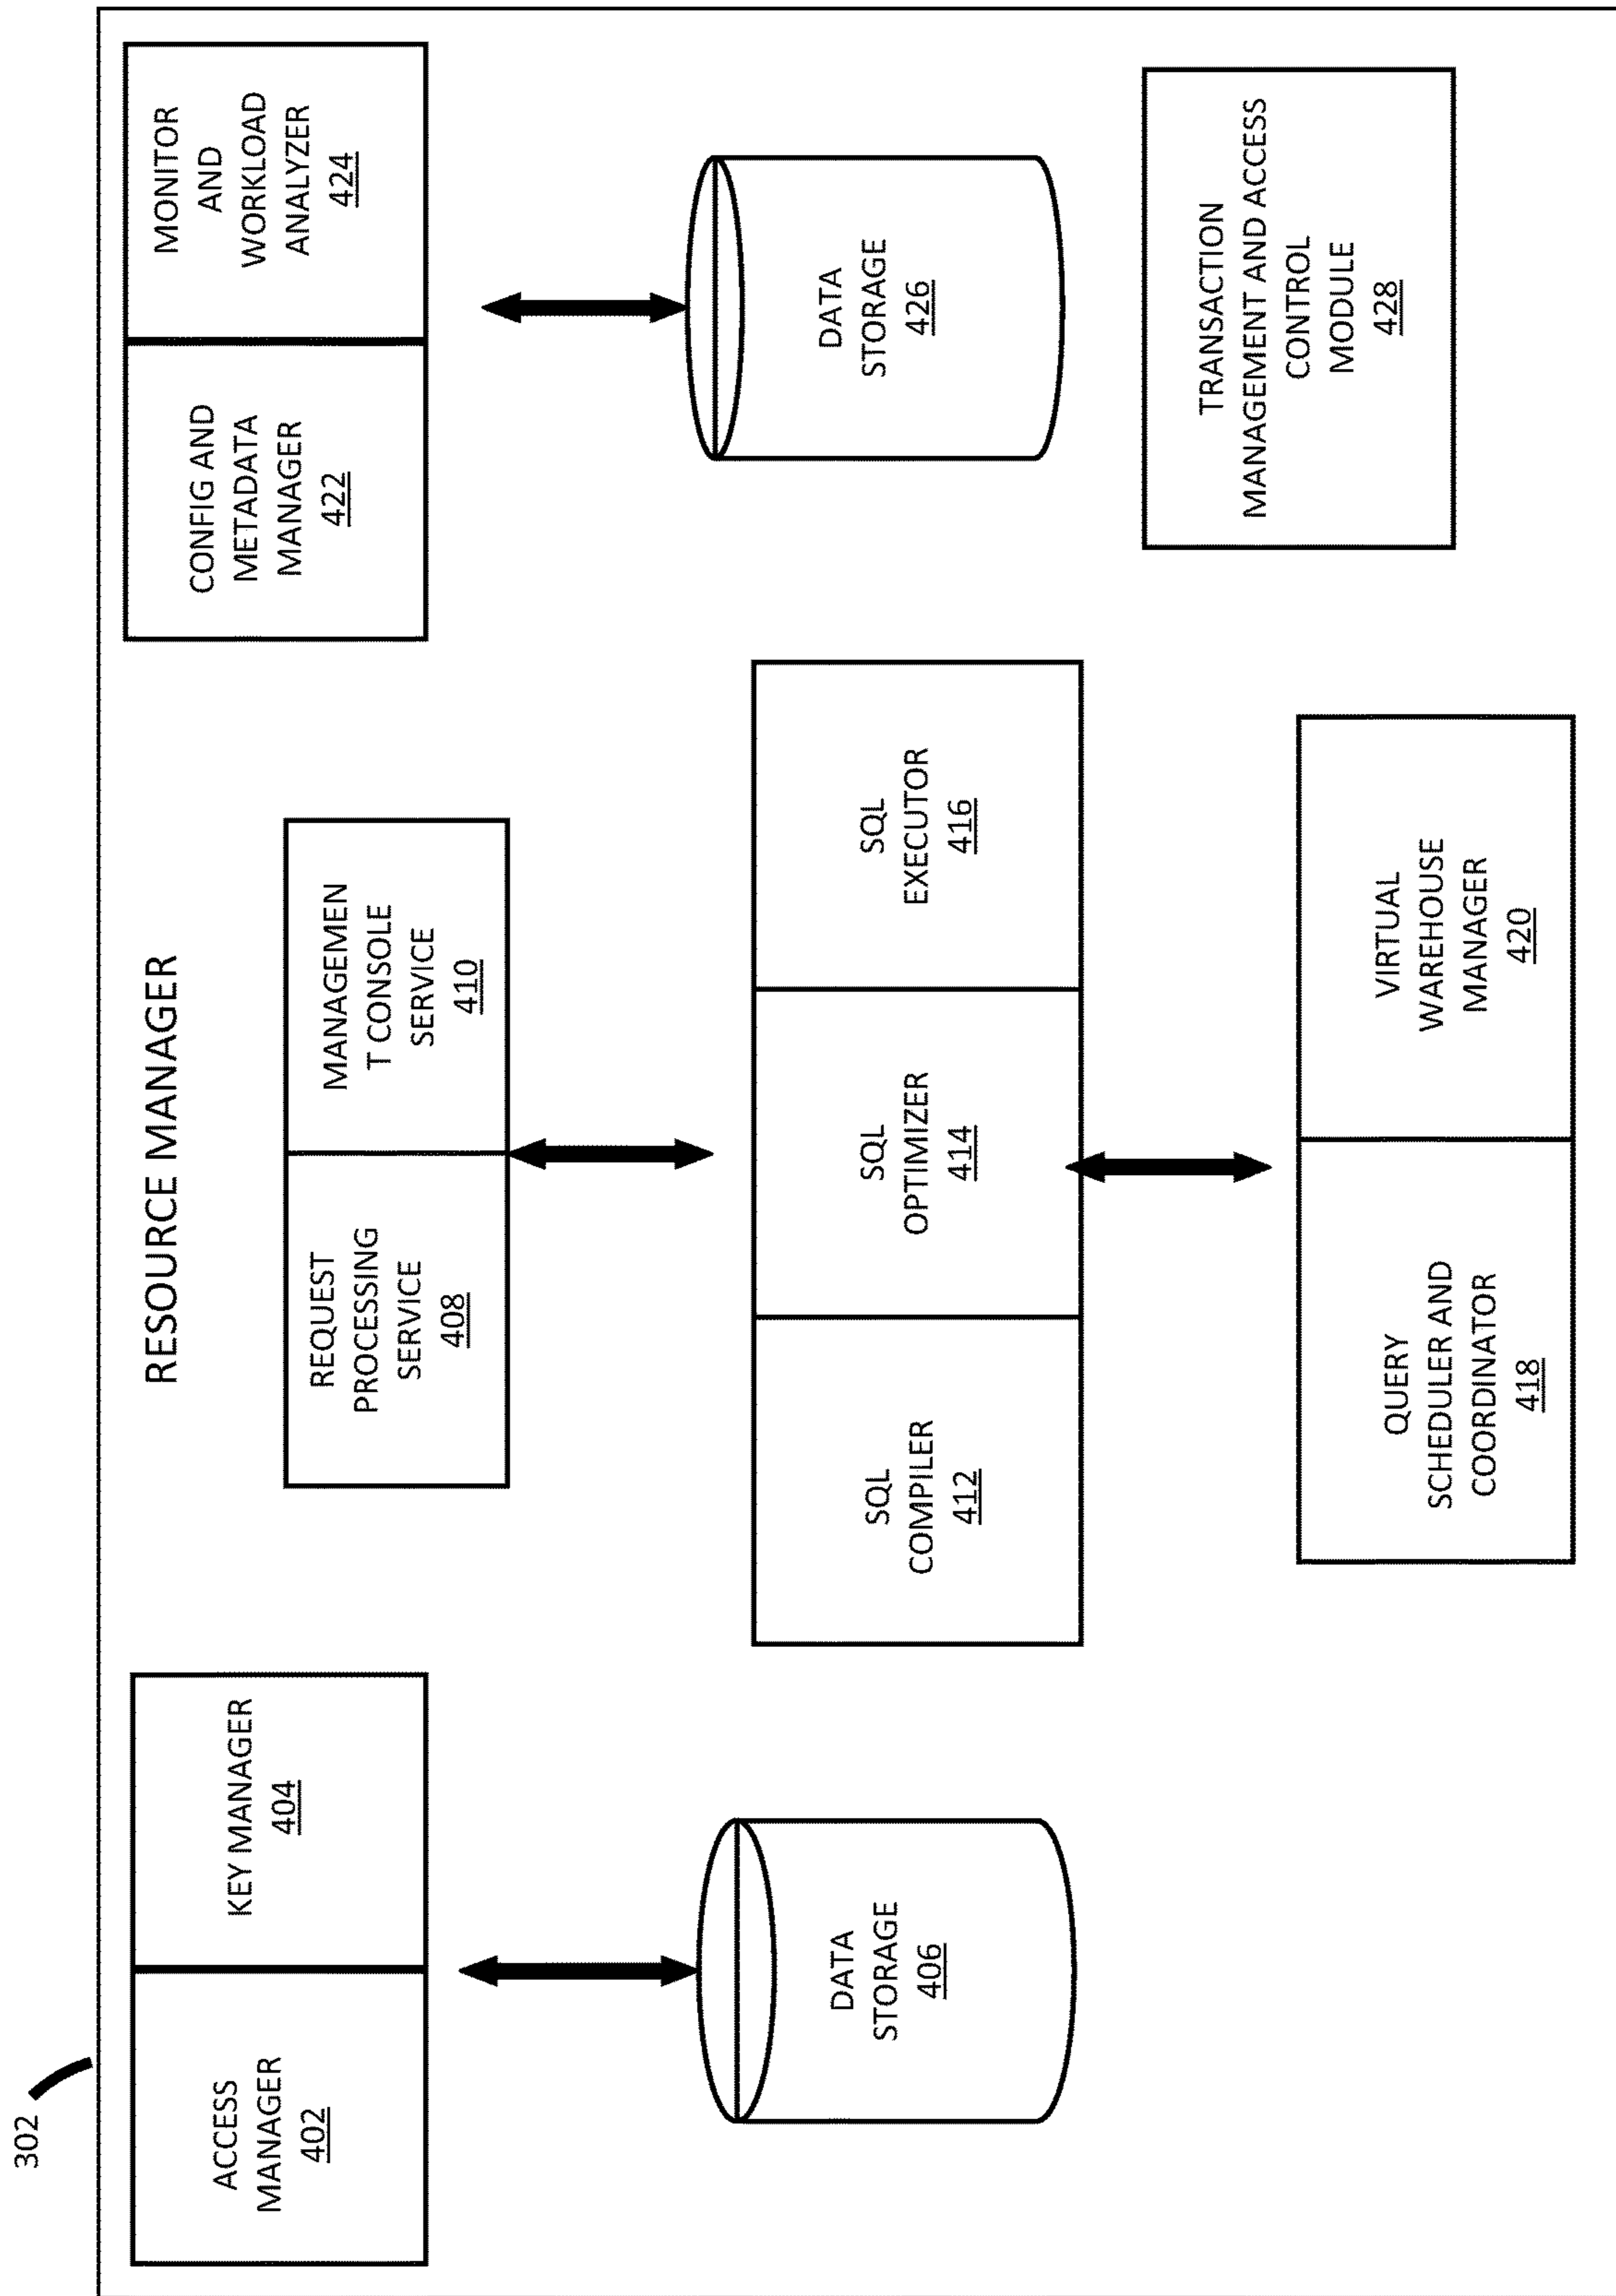 302
RESOURCE MANAGER
ACCESS
MANAGER
402
KEY MANAGER
404
DATA
STORAGE
406
REQUEST
PROCESSING
SERVICE
408
MANAGEMEN
T CONSOLE
SERVICE
410
SQL
COMPILER
412
SQL
OPTIMIZER
414
SQL
EXECUTOR
416
QUERY
SCHEDULER AND
COORDINATOR
418
VIRTUAL
WAREHOUSE
MANAGER
420
CONFIG AND
METADATA
MANAGER
422
MONITOR
AND
WORKLOAD
ANALYZER
424
DATA
STORAGE
426
TRANSACTION
MANAGEMENT AND ACCESS
CONTROL
MODULE
428